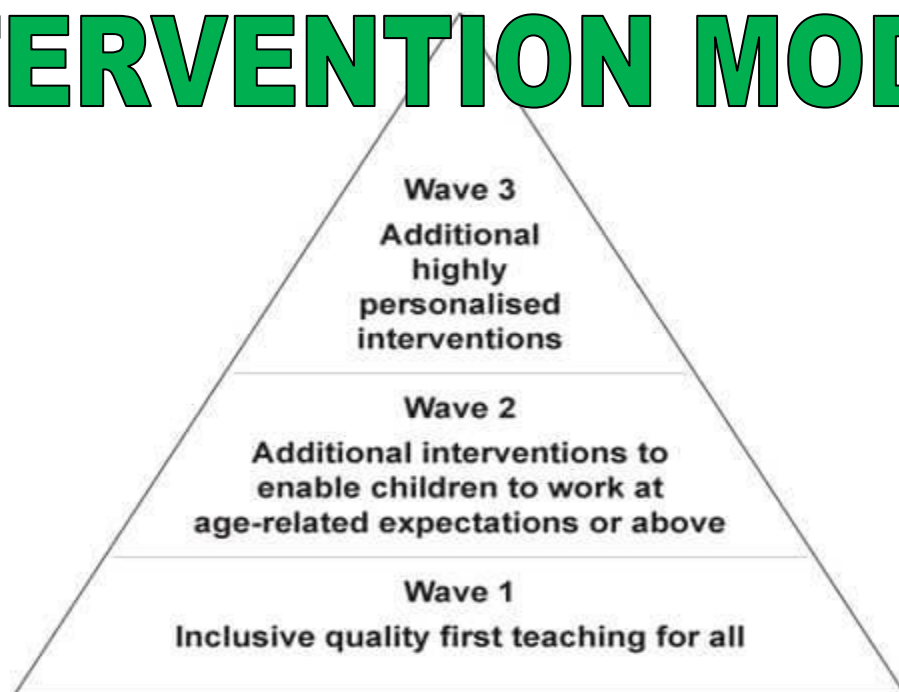 TERVENTION MOD
Wave 3
Additional
highly
personalised
interventions
Wave 2
Additional interventions to
enable children to work at
age-related expectations or above
Wave 1
Inclusive quality first teaching for all